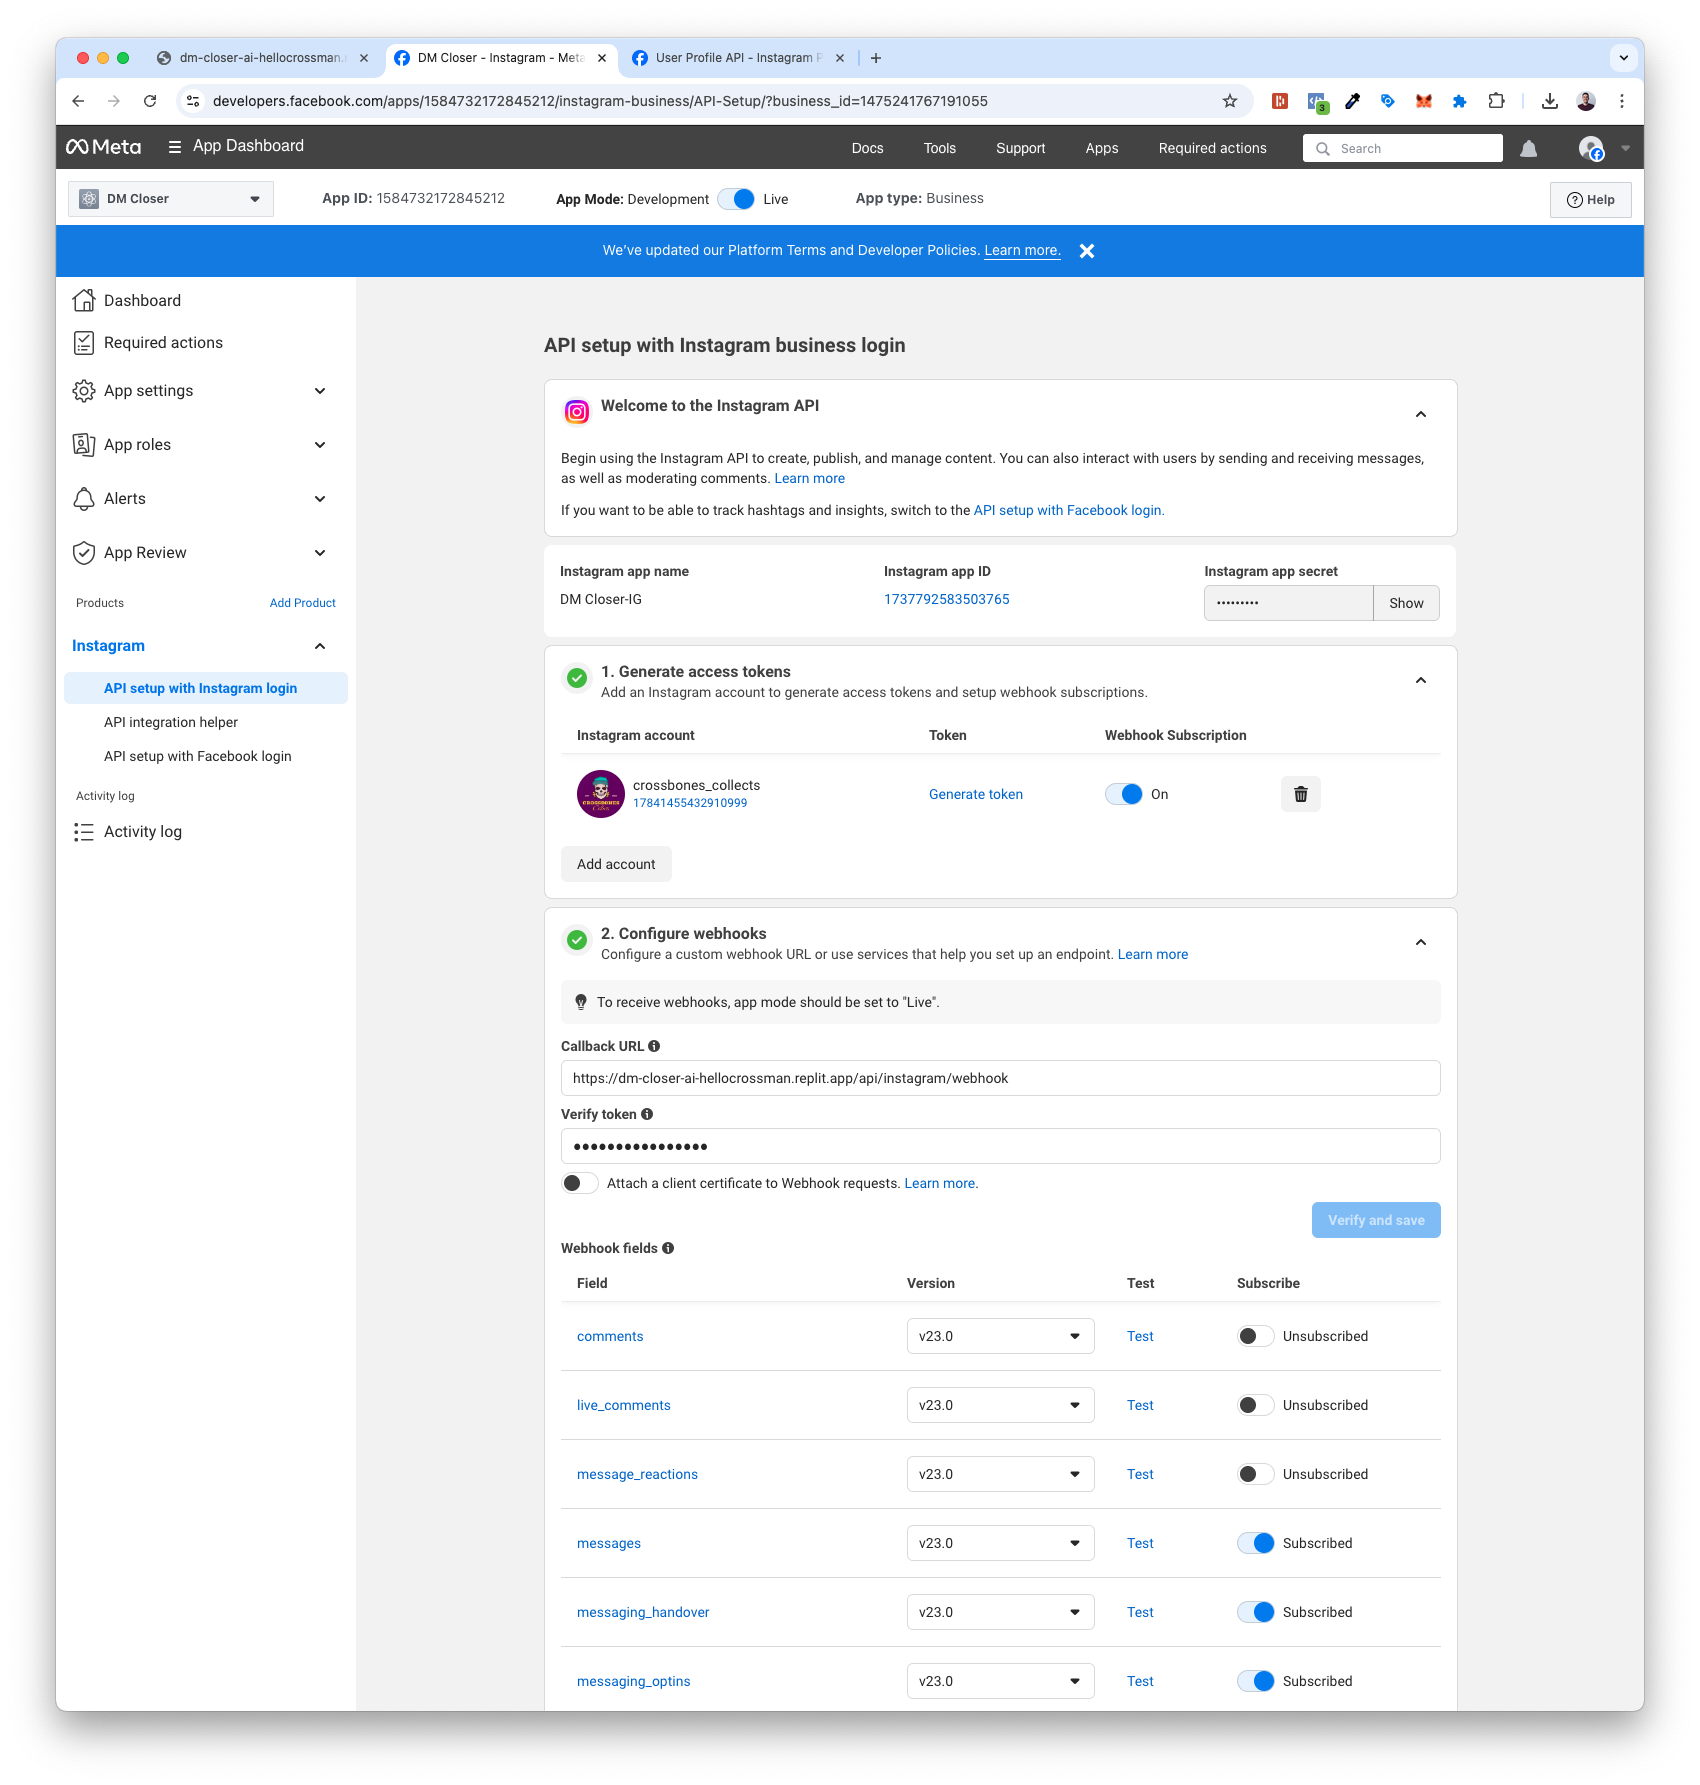 dm-closer-ai-hellocrossman.
DM Closer - Instagram - Meta
User Profile API - Instagram P
developers.facebook.com/apps/1584732172845212/instagram-business/API-Setup/?business_id=1475241767191055
3
Meta
App Dashboard
Docs
Tools
Support
Apps
Required actions
Search
DM Closer
App ID: 1584732172845212
App Mode: Development
Live
App type: Business
Help
We've updated our Platform Terms and Developer Policies. Learn more.
Dashboard
Required actions
App settings
App roles
Alerts
App Review
Products
Add Product
Instagram
API setup with Instagram login
API integration helper
API setup with Facebook login
Activity log
Activity log
API setup with Instagram business login
Welcome to the Instagram API
Begin using the Instagram API to create, publish, and manage content. You can also interact with users by sending and receiving messages,
as well as moderating comments. Learn more
If you want to be able to track hashtags and insights, switch to the API setup with Facebook login.
Instagram app name
Instagram app ID
Instagram app secret
DM Closer-IG
1737792583503765
•••••••••
Show
1. Generate access tokens
Add an Instagram account to generate access tokens and setup webhook subscriptions.
Instagram account
Token
Webhook Subscription
CROSSBONES
crossbones_collects
17841455432910999
Generate token
On
Add account
2. Configure webhooks
Configure a custom webhook URL or use services that help you set up an endpoint. Learn more
To receive webhooks, app mode should be set to "Live".
Callback URL
https://dm-closer-ai-hellocrossman.replit.app/api/instagram/webhook
Verify token
••••••••••••••••
Attach a client certificate to Webhook requests. Learn more.
Verify and save
Webhook fields
Field
Version
Test
Subscribe
comments
v23.0
Test
Unsubscribed
live_comments
v23.0
Test
Unsubscribed
message_reactions
v23.0
Test
Unsubscribed
messages
v23.0
Test
Subscribed
messaging_handover
v23.0
Test
Subscribed
messaging_optins
v23.0
Test
Subscribed